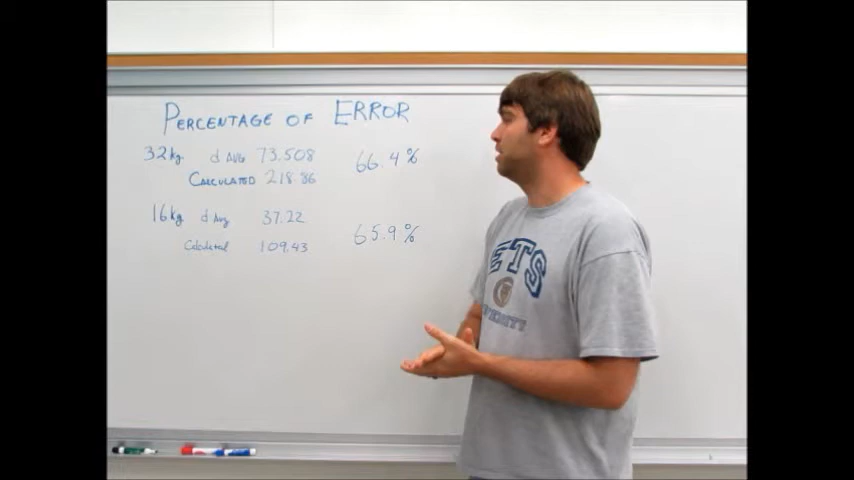 PERCENTAGE OF ERROR
32kg d AVG 73.508 66.4%
CALCULATED 218.86
16kg d Avg 37.22 65.9%
Calculated 109.43
ETS